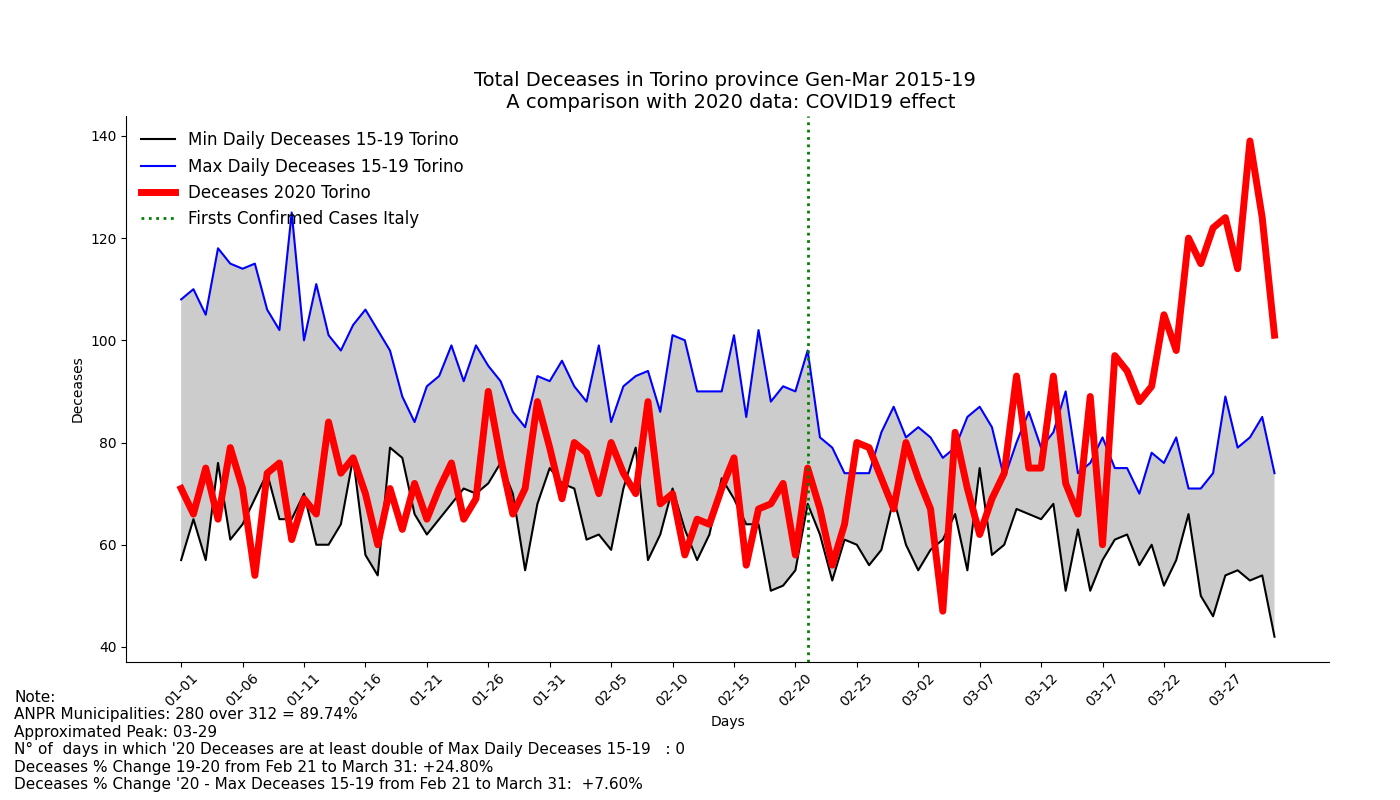 Total Deceases in Torino province Gen-Mar 2015-19
A comparison with 2020 data: COVID19 effect
Min Daily Deceases 15-19 Torino
Max Daily Deceases 15-19 Torino
Deceases 2020 Torino
Firsts Confirmed Cases Italy
Deceases
140
120
100
80
60
40
01-01
01-06
01-11
01-16
01-21
01-26
01-31
02-05
02-10
02-15
02-20
02-25
03-02
03-07
03-12
03-17
03-22
03-27
Days
Note:
ANPR Municipalities: 280 over 312 = 89.74%
Approximated Peak: 03-29
N° of  days in which '20 Deceases are at least double of Max Daily Deceases 15-19   : 0
Deceases % Change 19-20 from Feb 21 to March 31: +24.80%
Deceases % Change '20 - Max Deceases 15-19 from Feb 21 to March 31:  +7.60%